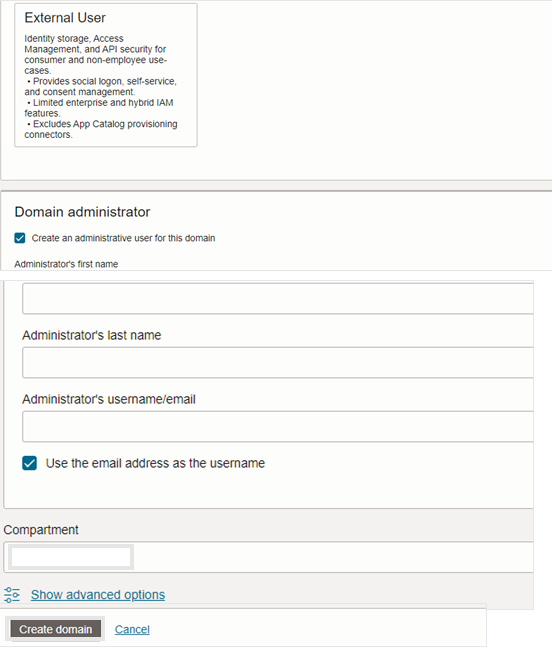 External User
Identity storage, Access
Management, and API security for
consumer and non-employee use-
cases.
• Provides social logon, self-service,
and consent management.
• Limited enterprise and hybrid IAM
features.
• Excludes App Catalog provisioning
connectors.
Domain administrator
Create an administrative user for this domain
Administrator's first name
Administrator's last name
Administrator's username/email
Use the email address as the username
Compartment
Show advanced options
Create domain Cancel